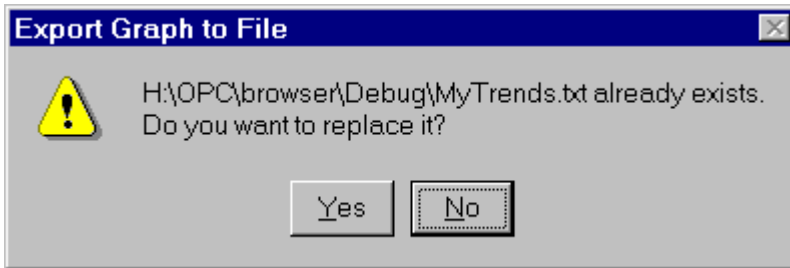 Export Graph to File
H:\OPC\browser\Debug\MyTrends.txt already exists.
Do you want to replace it?
Yes
No